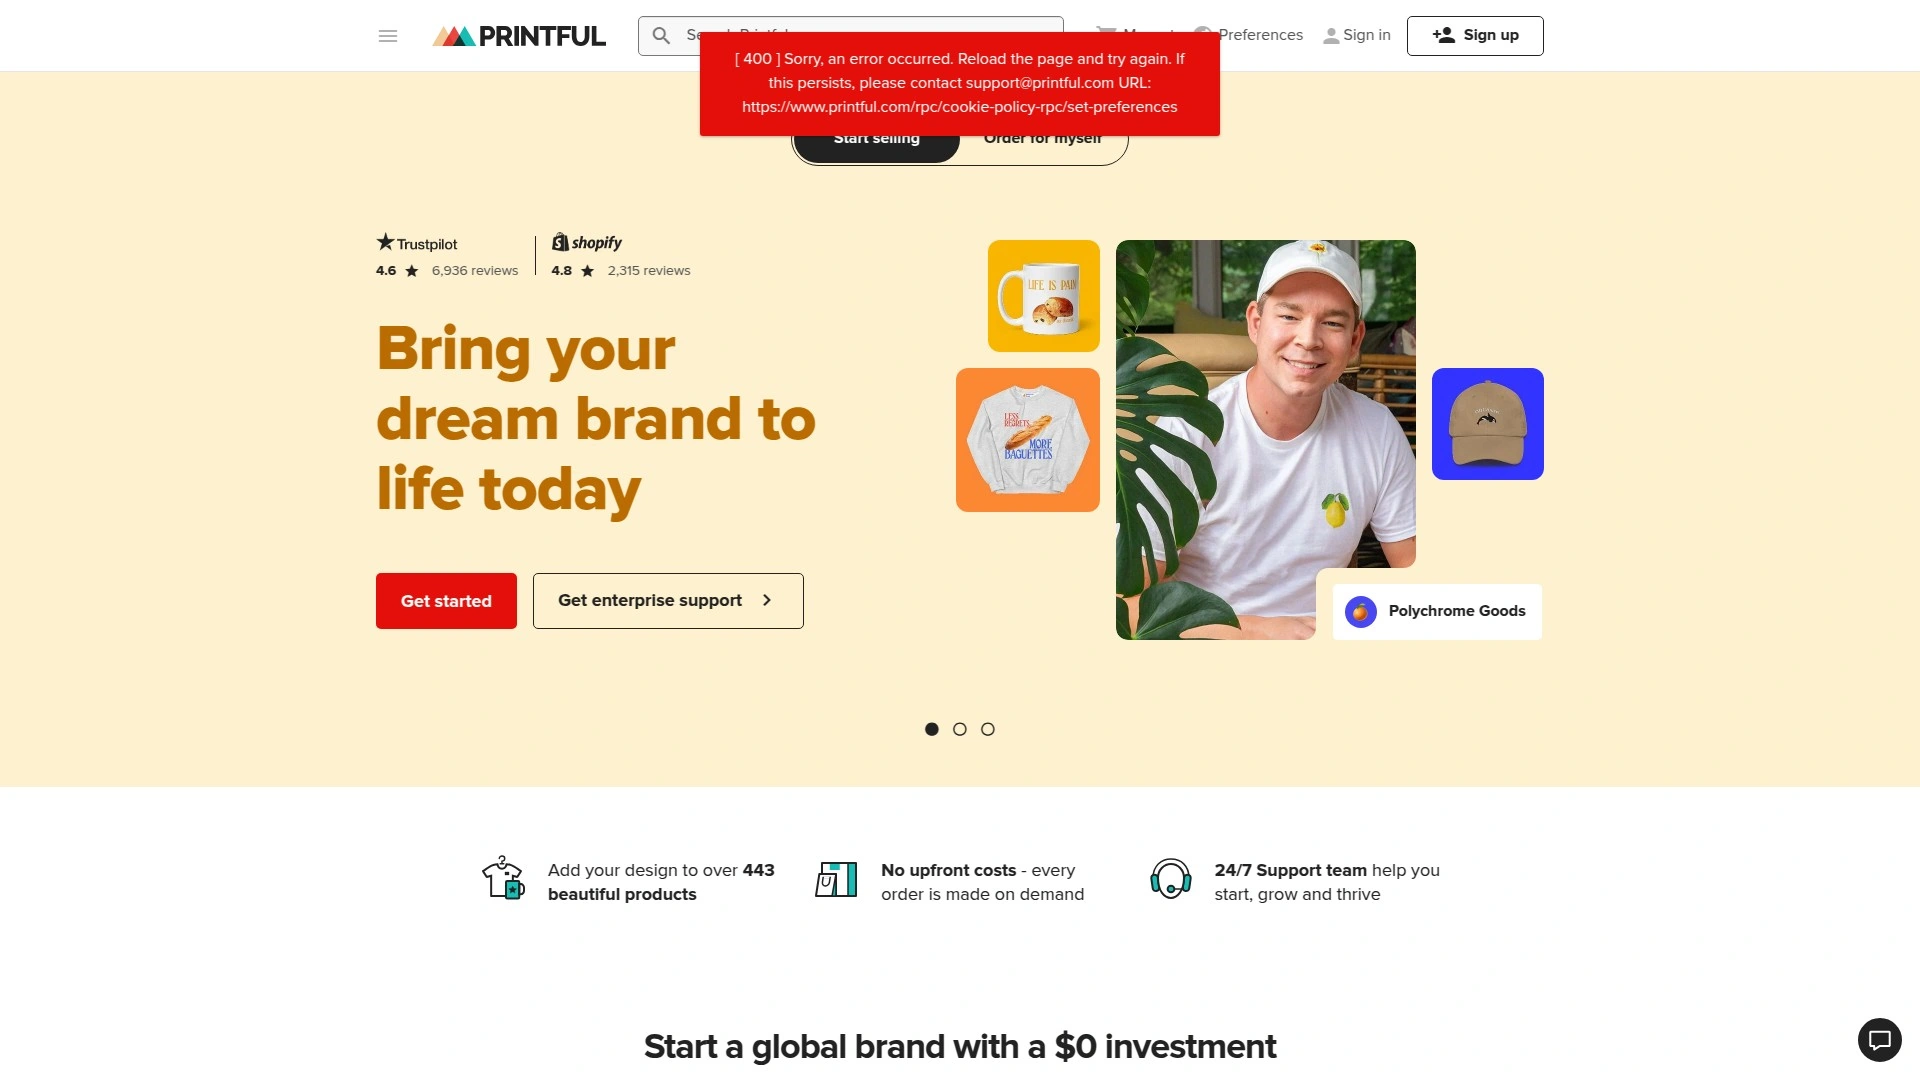 PRINTFUL
Preferences
Sign in
Sign up
[ 400 ] Sorry, an error occurred. Reload the page and try again. If
this persists, please contact support@printful.com URL:
https://www.printful.com/rpc/cookie-policy-rpc/set-preferences
Start selling
Order for myself
Trustpilot
4.6
6,936 reviews
shopify
4.8
2,315 reviews
Bring your
dream brand to
life today
Get started
Get enterprise support
LIFE IS PAIN
LESS
REGRETS
MORE
BAGUETTES
Polychrome Goods
Add your design to over 443
beautiful products
No upfront costs - every
order is made on demand
24/7 Support team help you
start, grow and thrive
Start a global brand with a $0 investment